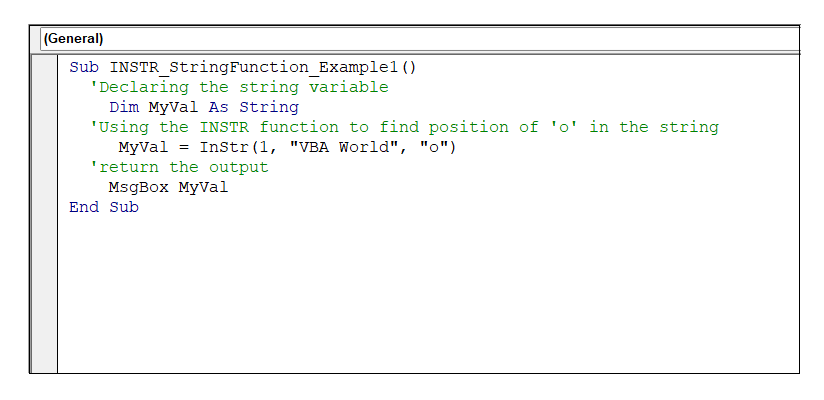 (General)
Sub INSTR_StringFunction_Example1()
'Declaring the string variable
Dim MyVal As String
'Using the INSTR function to find position of 'o' in the string
MyVal = InStr(1, "VBA World", "o")
'return the output
MsgBox MyVal
End Sub